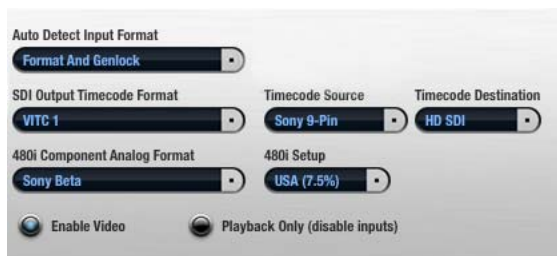 Auto Detect Input Format
Format And Genlock
SDI Output Timecode Format
Timecode Source
Timecode Destination
VITC 1
Sony 9-Pin
HD SDI
480i Component Analog Format
480i Setup
Sony Beta
USA (7.5%)
Enable Video
Playback Only (disable inputs)